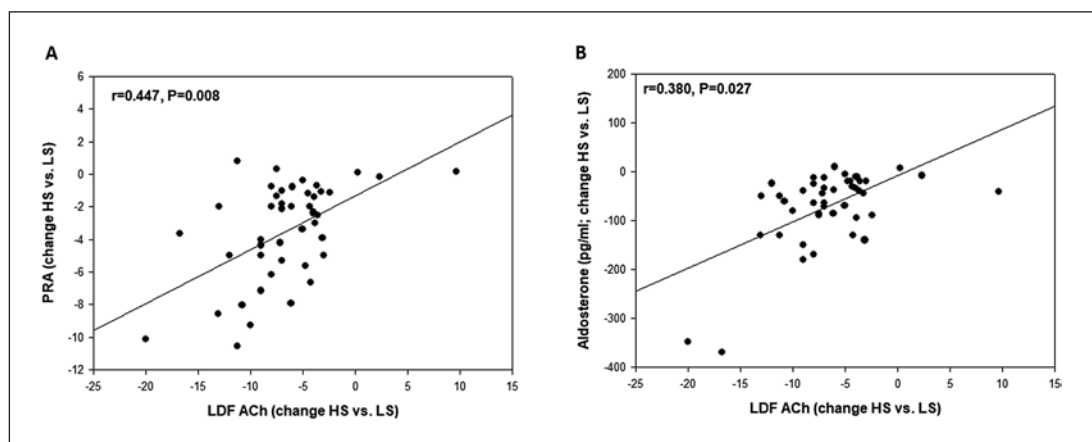 A
r=0.447, P=0.008
PRA (change HS vs. LS)
6
4
2
0
-2
-4
-6
-8
-10
-12
-25 -20 -15 -10 -5 0 5 10 15
LDF ACh (change HS vs. LS)
B
r=0.380, P=0.027
Aldosterone (pg/ml; change HS vs. LS)
200
100
0
-100
-200
-300
-400
-25 -20 -15 -10 -5 0 5 10 15
LDF ACh (change HS vs. LS)